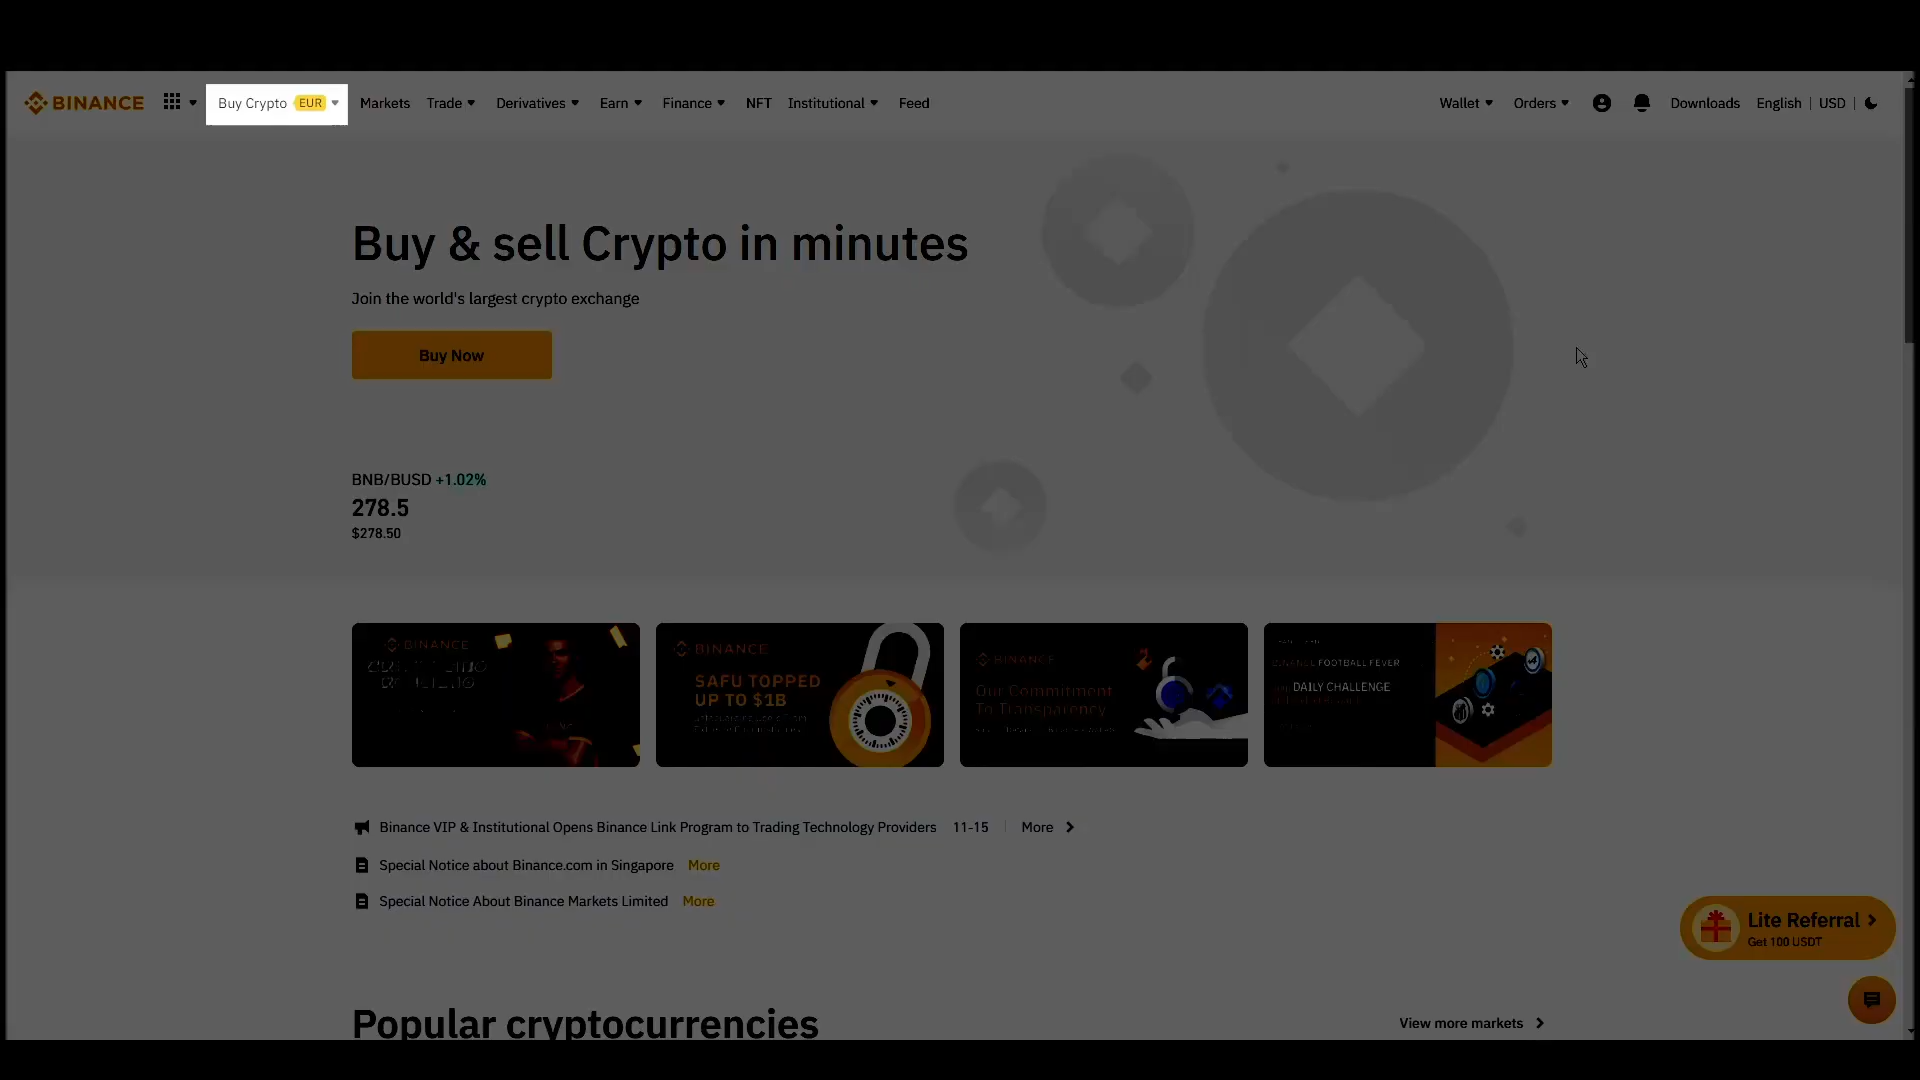 BINANCE
Buy Crypto EUR
Markets
Trade
Derivatives
Earn
Finance
NFT
Institutional
Feed
Wallet
Orders
Downloads
English
USD
Buy & sell Crypto in minutes
Join the world's largest crypto exchange
Buy Now
BNB/BUSD +1.02%
278.5
$278.50
BINANCE
BINANCE
SAFU TOPPED
UP TO $1B
BINANCE
Our Commitment
To Transparency
FOOTBALL FEVER
DAILY CHALLENGE
Binance VIP & Institutional Opens Binance Link Program to Trading Technology Providers 11-15 More
Special Notice about Binance.com in Singapore More
Special Notice About Binance Markets Limited More
Lite Referral
Get 100 USDT
Popular cryptocurrencies
View more markets